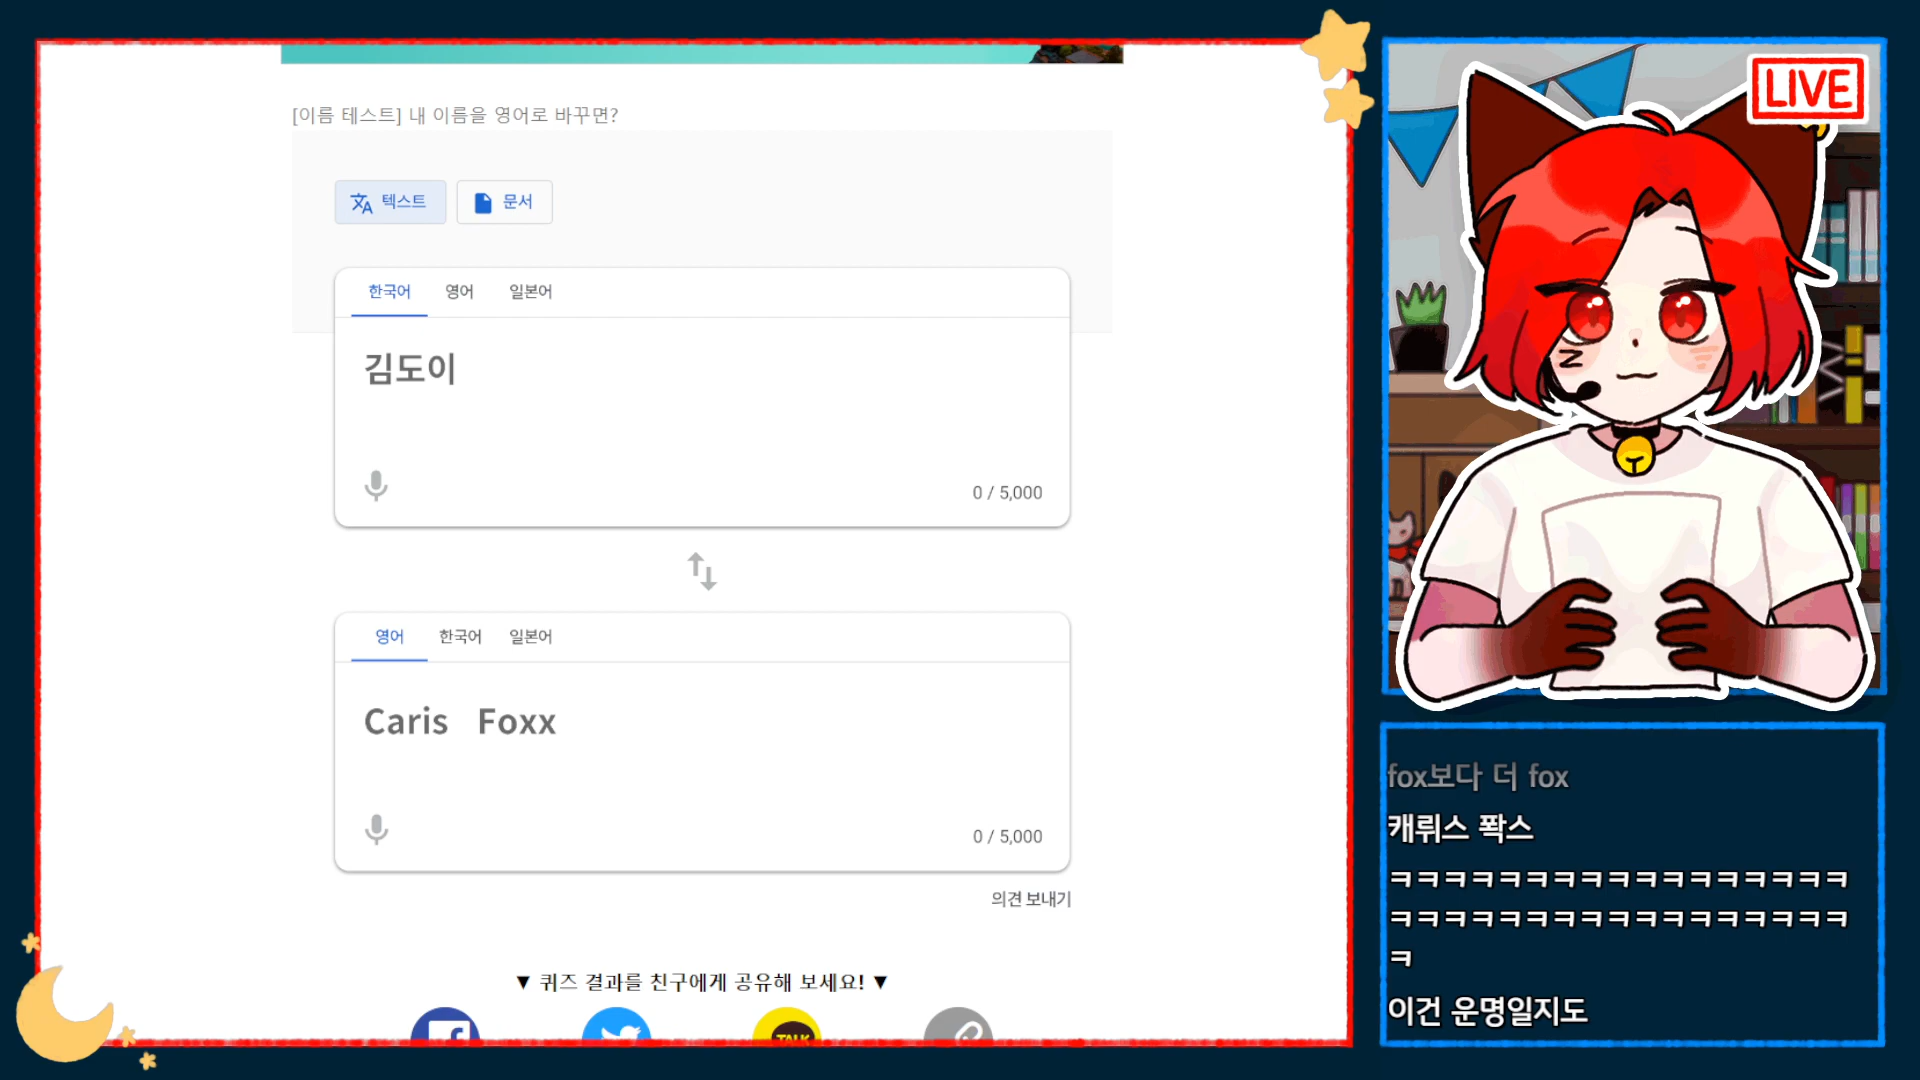 [이름 테스트] 내 이름을 영어로 바꾸면?
텍스트 문서
한국어 영어 일본어
김도이
0 / 5,000
영어 한국어 일본어
Caris Foxx
0 / 5,000
의견 보내기
▼ 퀴즈 결과를 친구에게 공유해 보세요! ▼
TALK
LIVE
fox보다 더 fox
캐뤼스 퐉스
ㅋㅋㅋㅋㅋㅋㅋㅋㅋㅋㅋㅋㅋㅋㅋㅋㅋ
ㅋㅋㅋㅋㅋㅋㅋㅋㅋㅋㅋㅋㅋㅋㅋㅋㅋ
ㅋ
이건 운명일지도